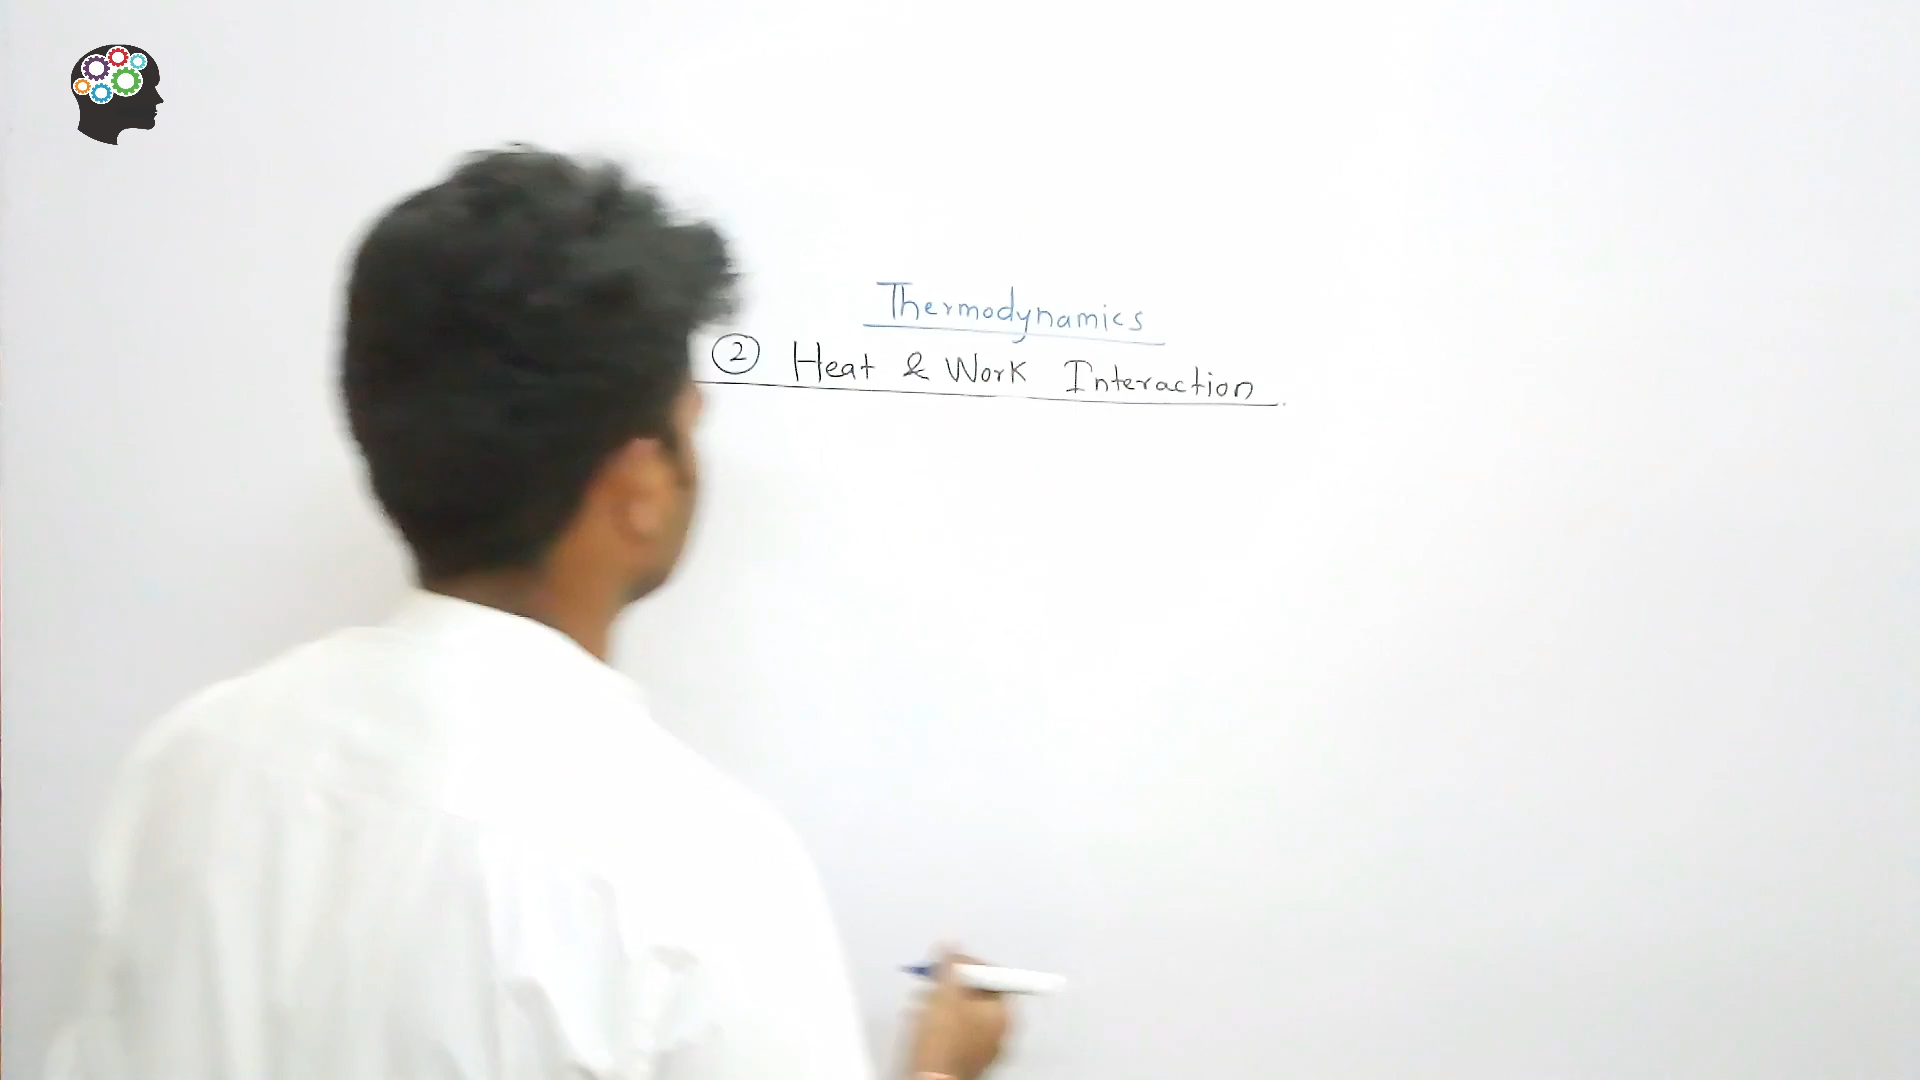 Thermodynamics
② Heat & Work Interaction.